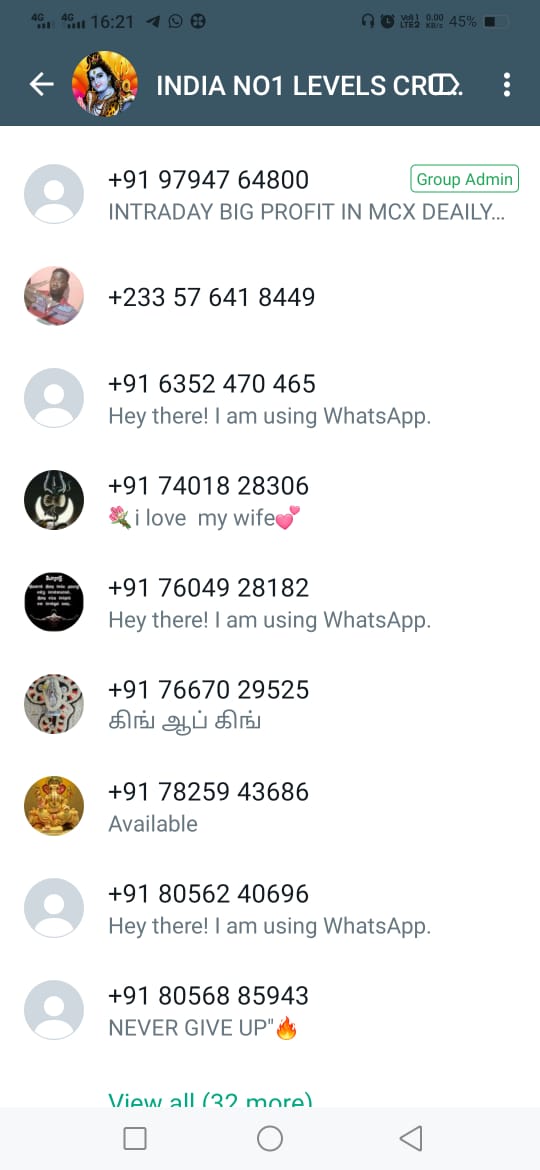 4G 4G 16:21 LTE2 0.00 KB/s 45%
INDIA NO1 LEVELS CRU..
+91 97947 64800 Group Admin
INTRADAY BIG PROFIT IN MCX DEAILY...
+233 57 641 8449
+91 6352 470 465
Hey there! I am using WhatsApp.
+91 74018 28306
💐i love my wife💕
+91 76049 28182
Hey there! I am using WhatsApp.
+91 76670 29525
கிங் ஆப் கிங்
+91 78259 43686
Available
+91 80562 40696
Hey there! I am using WhatsApp.
+91 80568 85943
NEVER GIVE UP"🔥
View all (32 more)